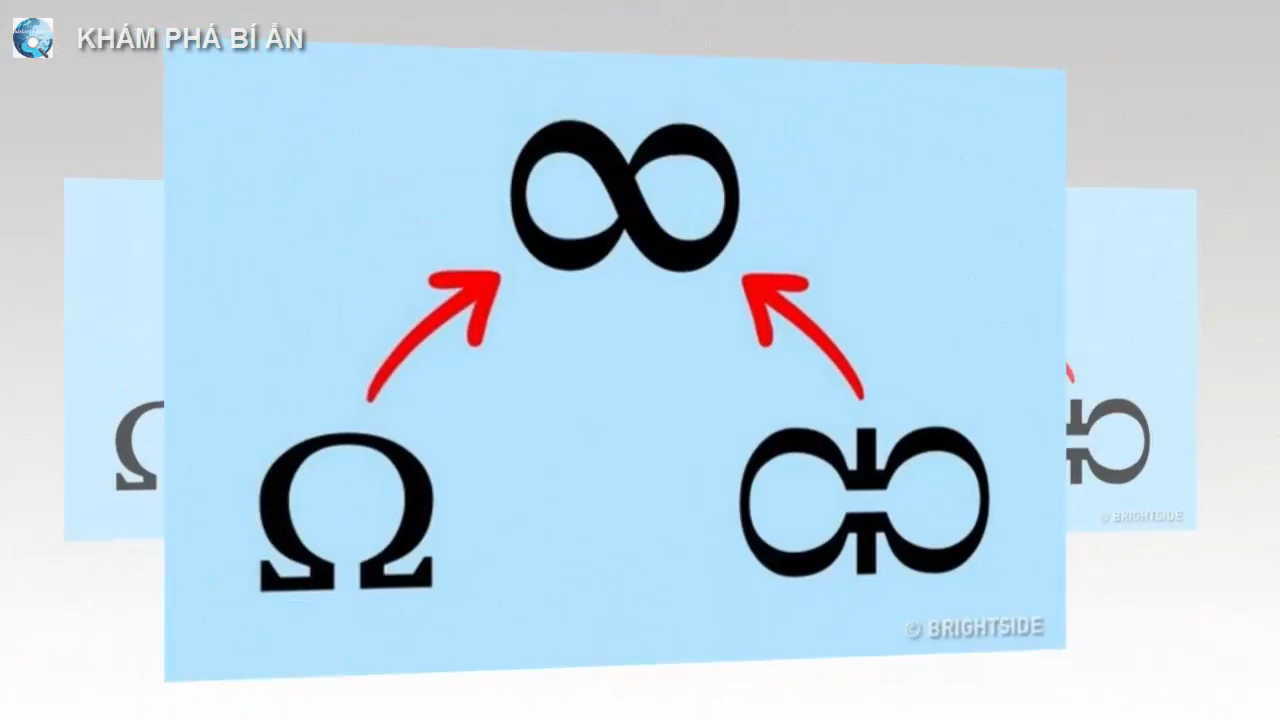 KHÁM PHÁ BÍ ẨN
∞
Ω
© BRIGHTSIDE
© BRIGHTSIDE